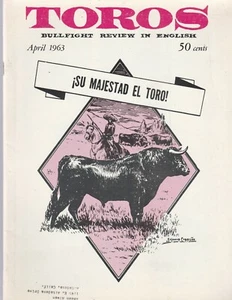 TOROS
BULLFIGHT REVIEW IN ENGLISH
April 1963
50 cents
¡SU MAJESTAD EL TORO!